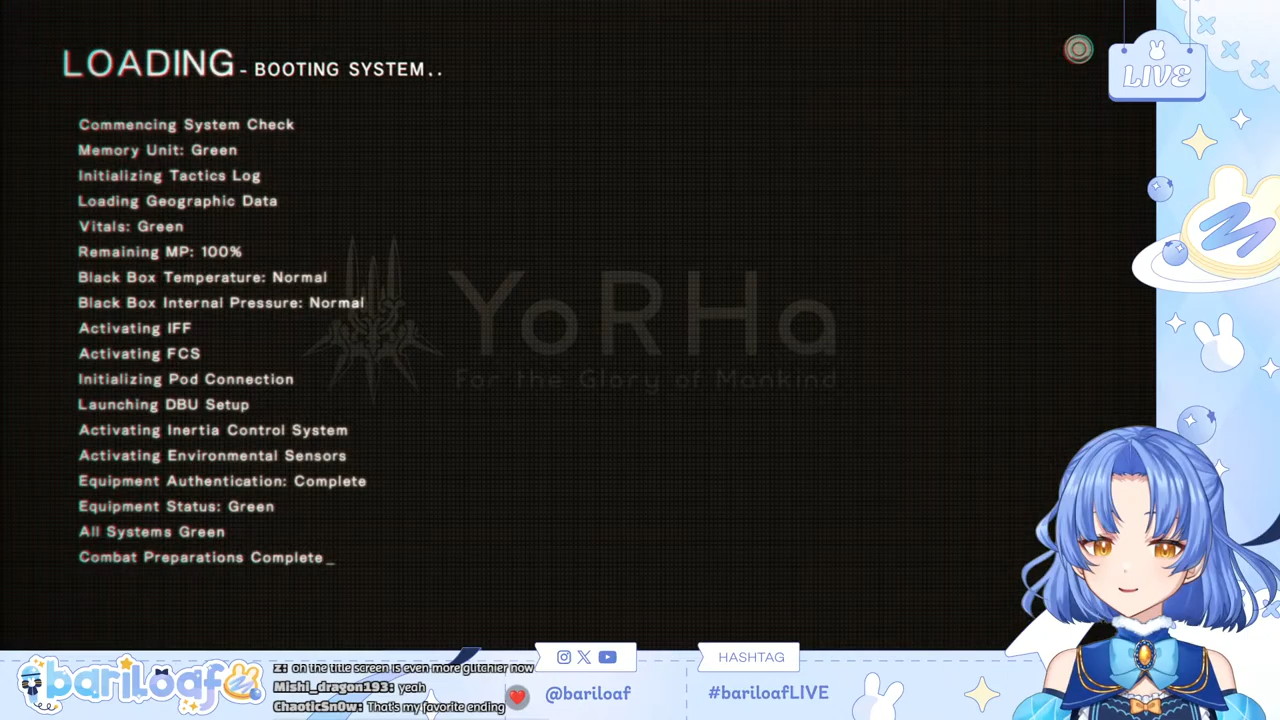 LOADING - BOOTING SYSTEM..
LIVE
Commencing System Check
Memory Unit: Green
Initializing Tactics Log
Loading Geographic Data
Vitals: Green
Remaining MP: 100%
Black Box Temperature: Normal
Black Box Internal Pressure: Normal
Activating IFF
Activating FCS
Initializing Pod Connection
Launching DBU Setup
Activating Inertia Control System
Activating Environmental Sensors
Equipment Authentication: Complete
Equipment Status: Green
All Systems Green
Combat Preparations Complete _
YoRHa
For the Glory of Mankind
bariloaf
z: on the title screen is even more gutchier now
Mishi_dragon193: yeah
ChaoticSn0w: That's my favorite ending
@bariloaf
HASHTAG
#bariloafLIVE